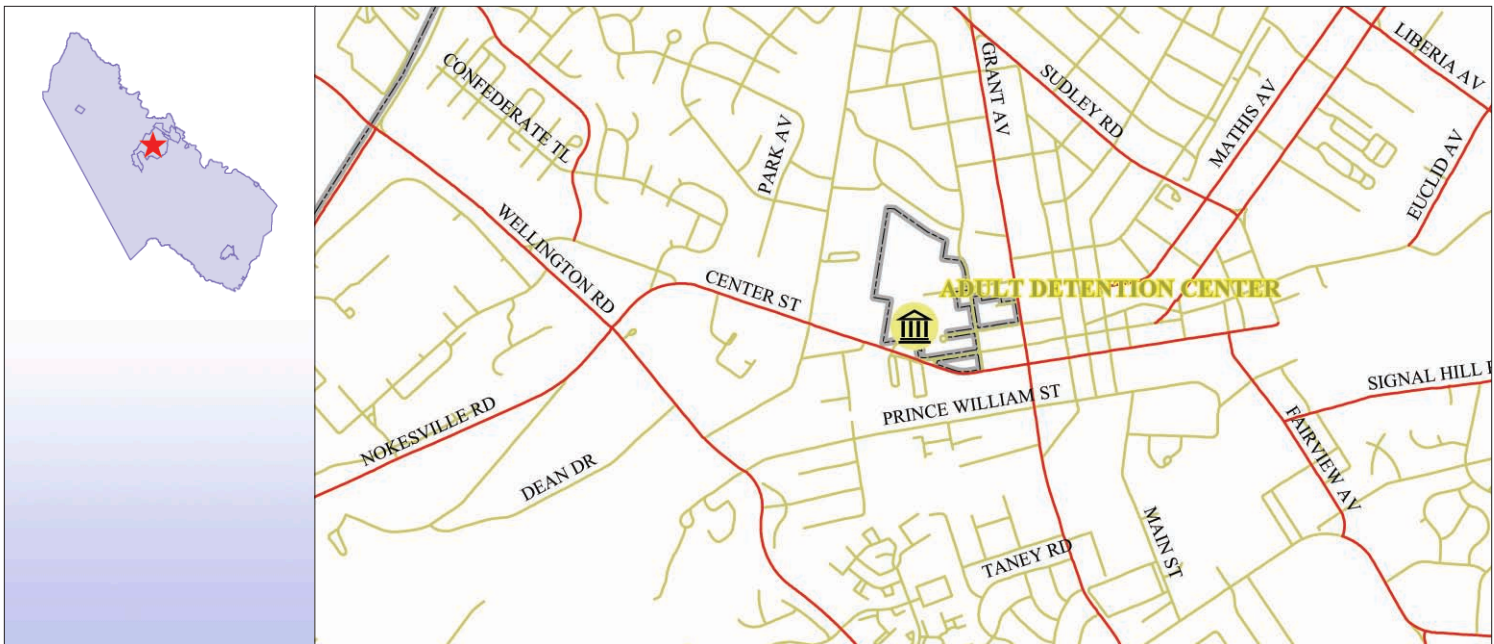 LIBERIA AV
CONFEDERATE TL
GRANT AV
SUDLEY RD
MATHIS AV
PARK AV
EUCLID AV
WELLINGTON RD
CENTER ST
ADULT DETENTION CENTER
SIGNAL HILL
PRINCE WILLIAM ST
NOKESVILLE RD
FAIRVIEW AV
DEAN DR
MAIN ST
TANEY RD